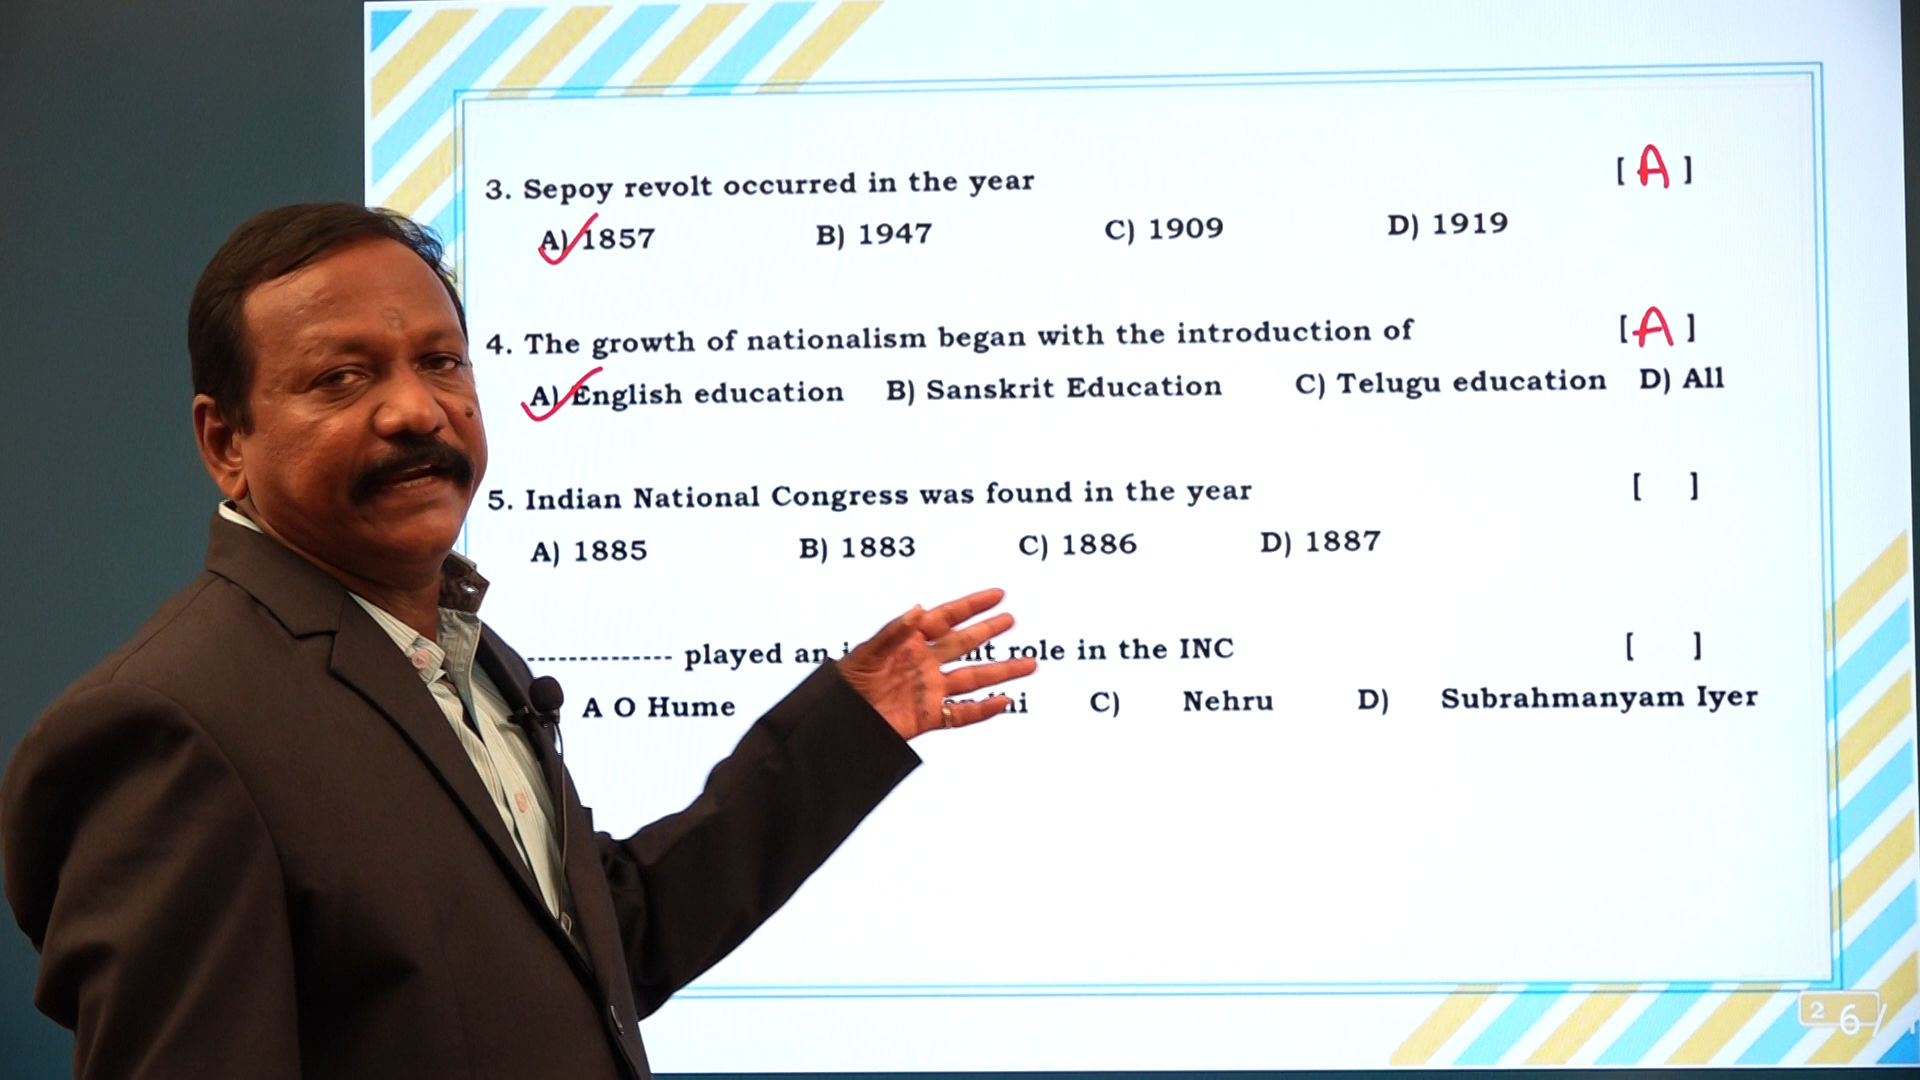 3. Sepoy revolt occurred in the year [ A ]
A) 1857 B) 1947 C) 1909 D) 1919
4. The growth of nationalism began with the introduction of [ A ]
A) English education B) Sanskrit Education C) Telugu education D) All
5. Indian National Congress was found in the year [ ]
A) 1885 B) 1883 C) 1886 D) 1887
-------------- played an role in the INC [ ]
A O Hume C) Nehru D) Subrahmanyam Iyer
2 6 /